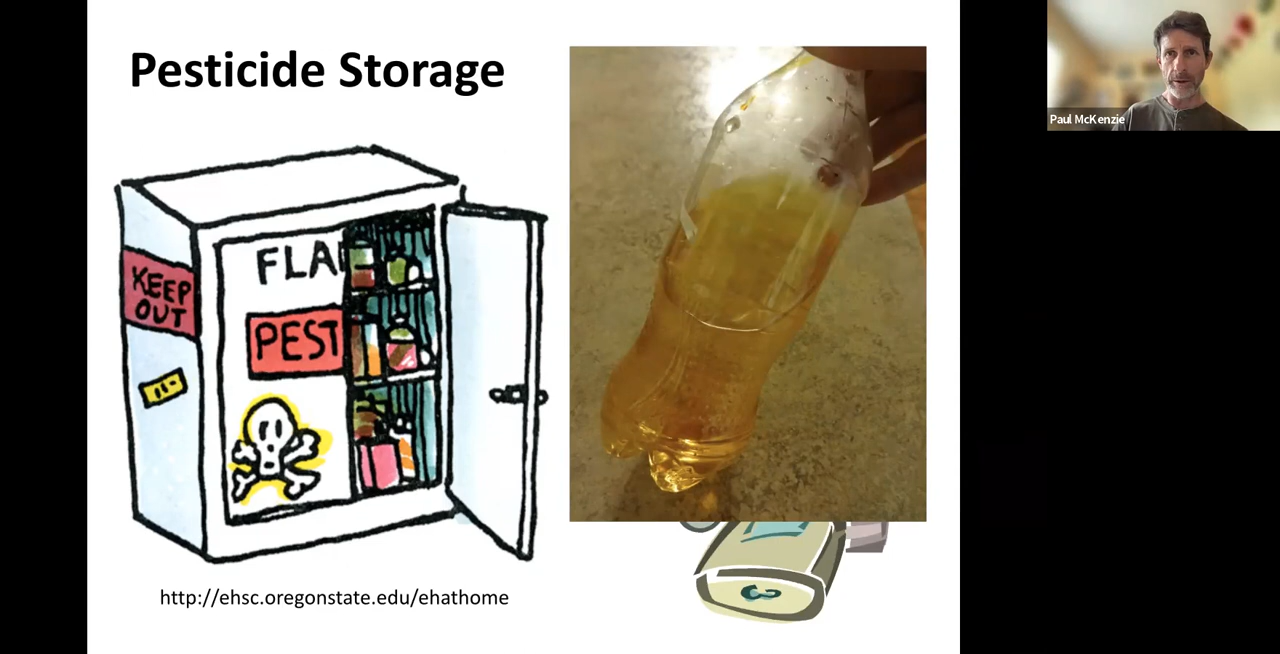 Pesticide Storage
Paul McKenzie
KEEP
OUT
FLA
PEST
http://ehsc.oregonstate.edu/ehathome